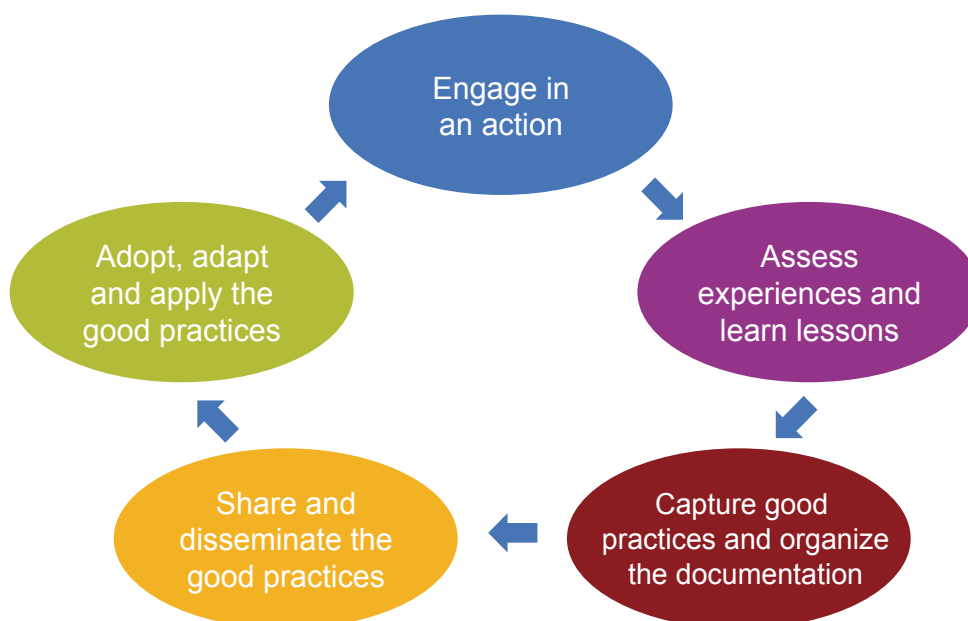 Engage in
an action
Assess
experiences and
learn lessons
Capture good
practices and organize
the documentation
Share and
disseminate the
good practices
Adopt, adapt
and apply the
good practices